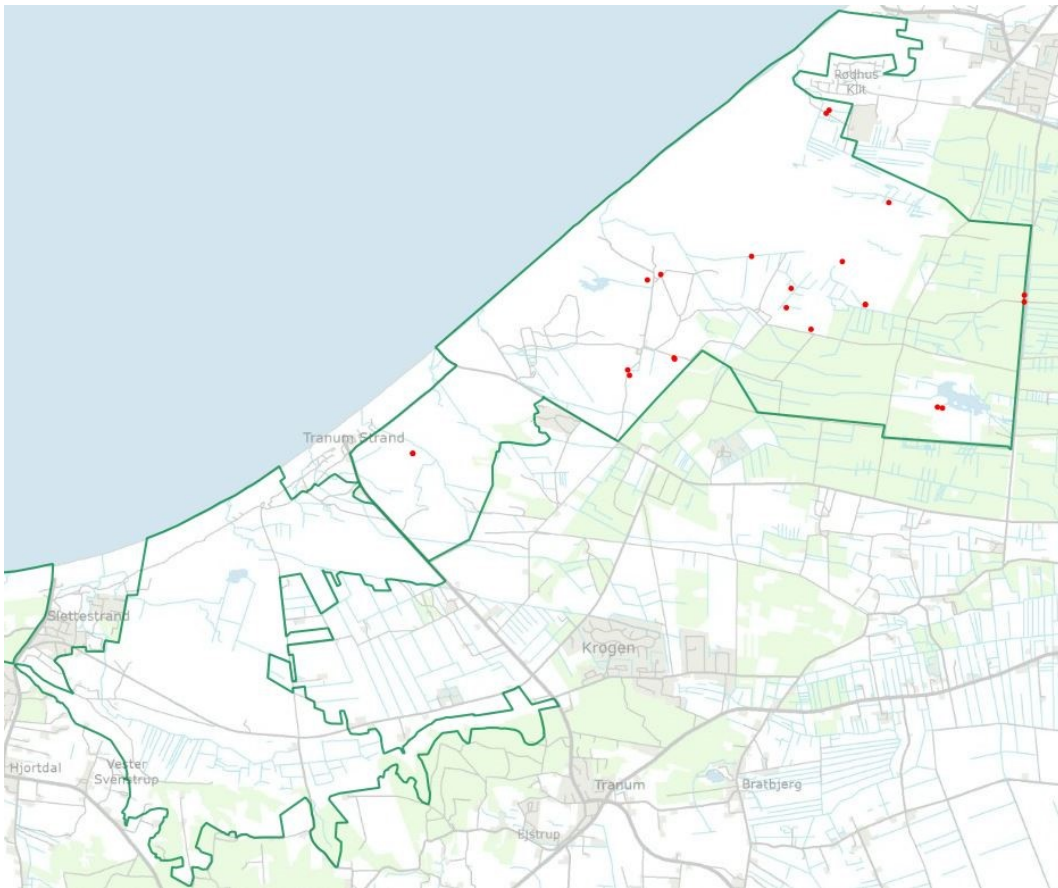 Rødhus
Klit
Tranum Strand
Slettestrand
Krogen
Hjortdal
Vester
Svenstrup
Tranum
Bratbjerg
Ejstrup